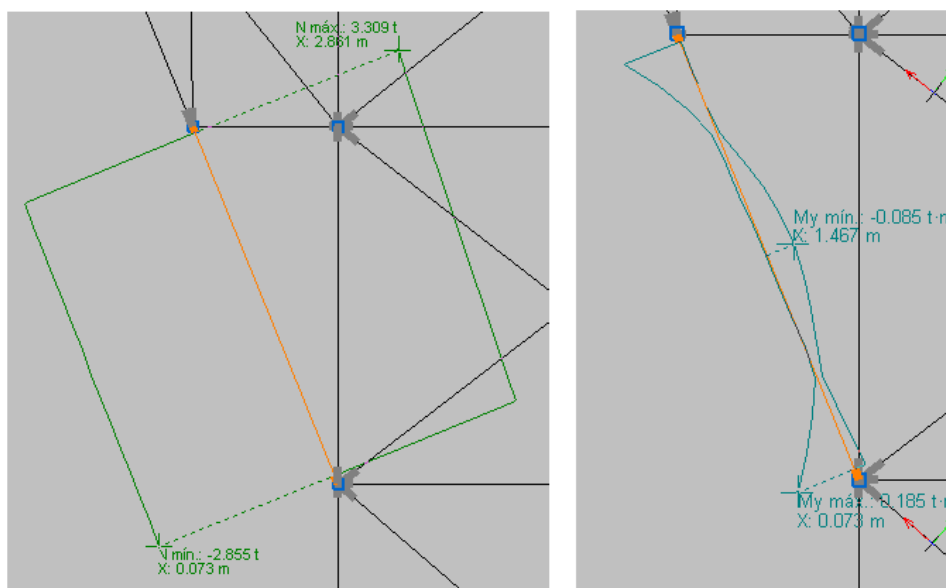 N máx.: 3.309 t
X: 2.861 m
N mín.: -2.855 t
X: 0.073 m
My mín.: -0.085 t·m
X: 1.467 m
My máx.: 0.185 t·m
X: 0.073 m